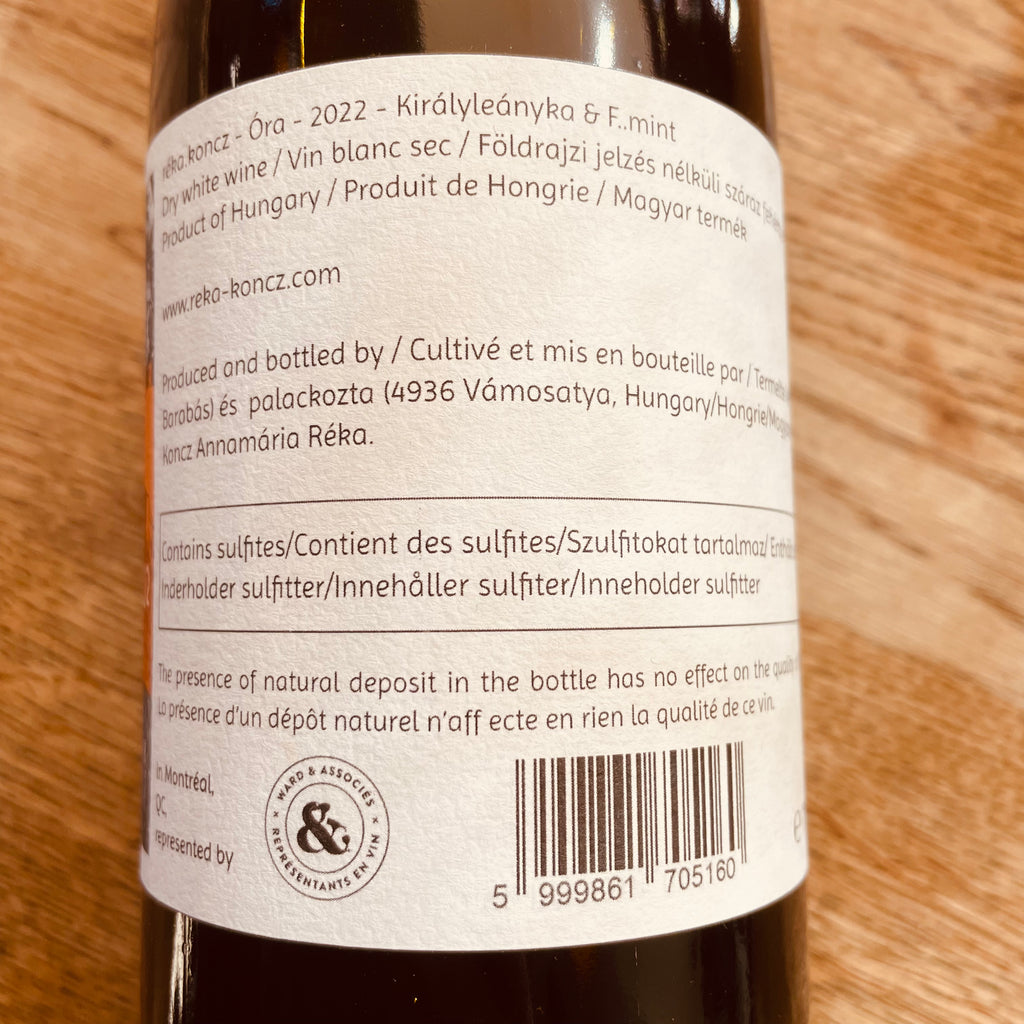 réka.koncz - Óra - 2022 - Királyleányka & F..mint
Dry white wine / Vin blanc sec / Földrajzi jelzés nélküli száraz
Product of Hungary / Produit de Hongrie / Magyar termék
www.reka-koncz.com
Produced and bottled by / Cultivé et mis en bouteille par /
Barabás) és palackozta (4936 Vámosatya, Hungary/Hongrie/
Koncz Annamária Réka.
Contains sulfites/Contient des sulfites/Szulfitokat tartalmaz/
Inderholder sulfitter/Innehåller sulfiter/Inneholder sulfitter
The presence of natural deposit in the bottle has no effect on the quality
La présence d'un dépôt naturel n'aff ecte en rien la qualité de ce vin.
In Montréal,
QC,
represented by
WARD & ASSOCIÉS
&
REPRÉSENTANTS EN VIN
5 999861 705160
e